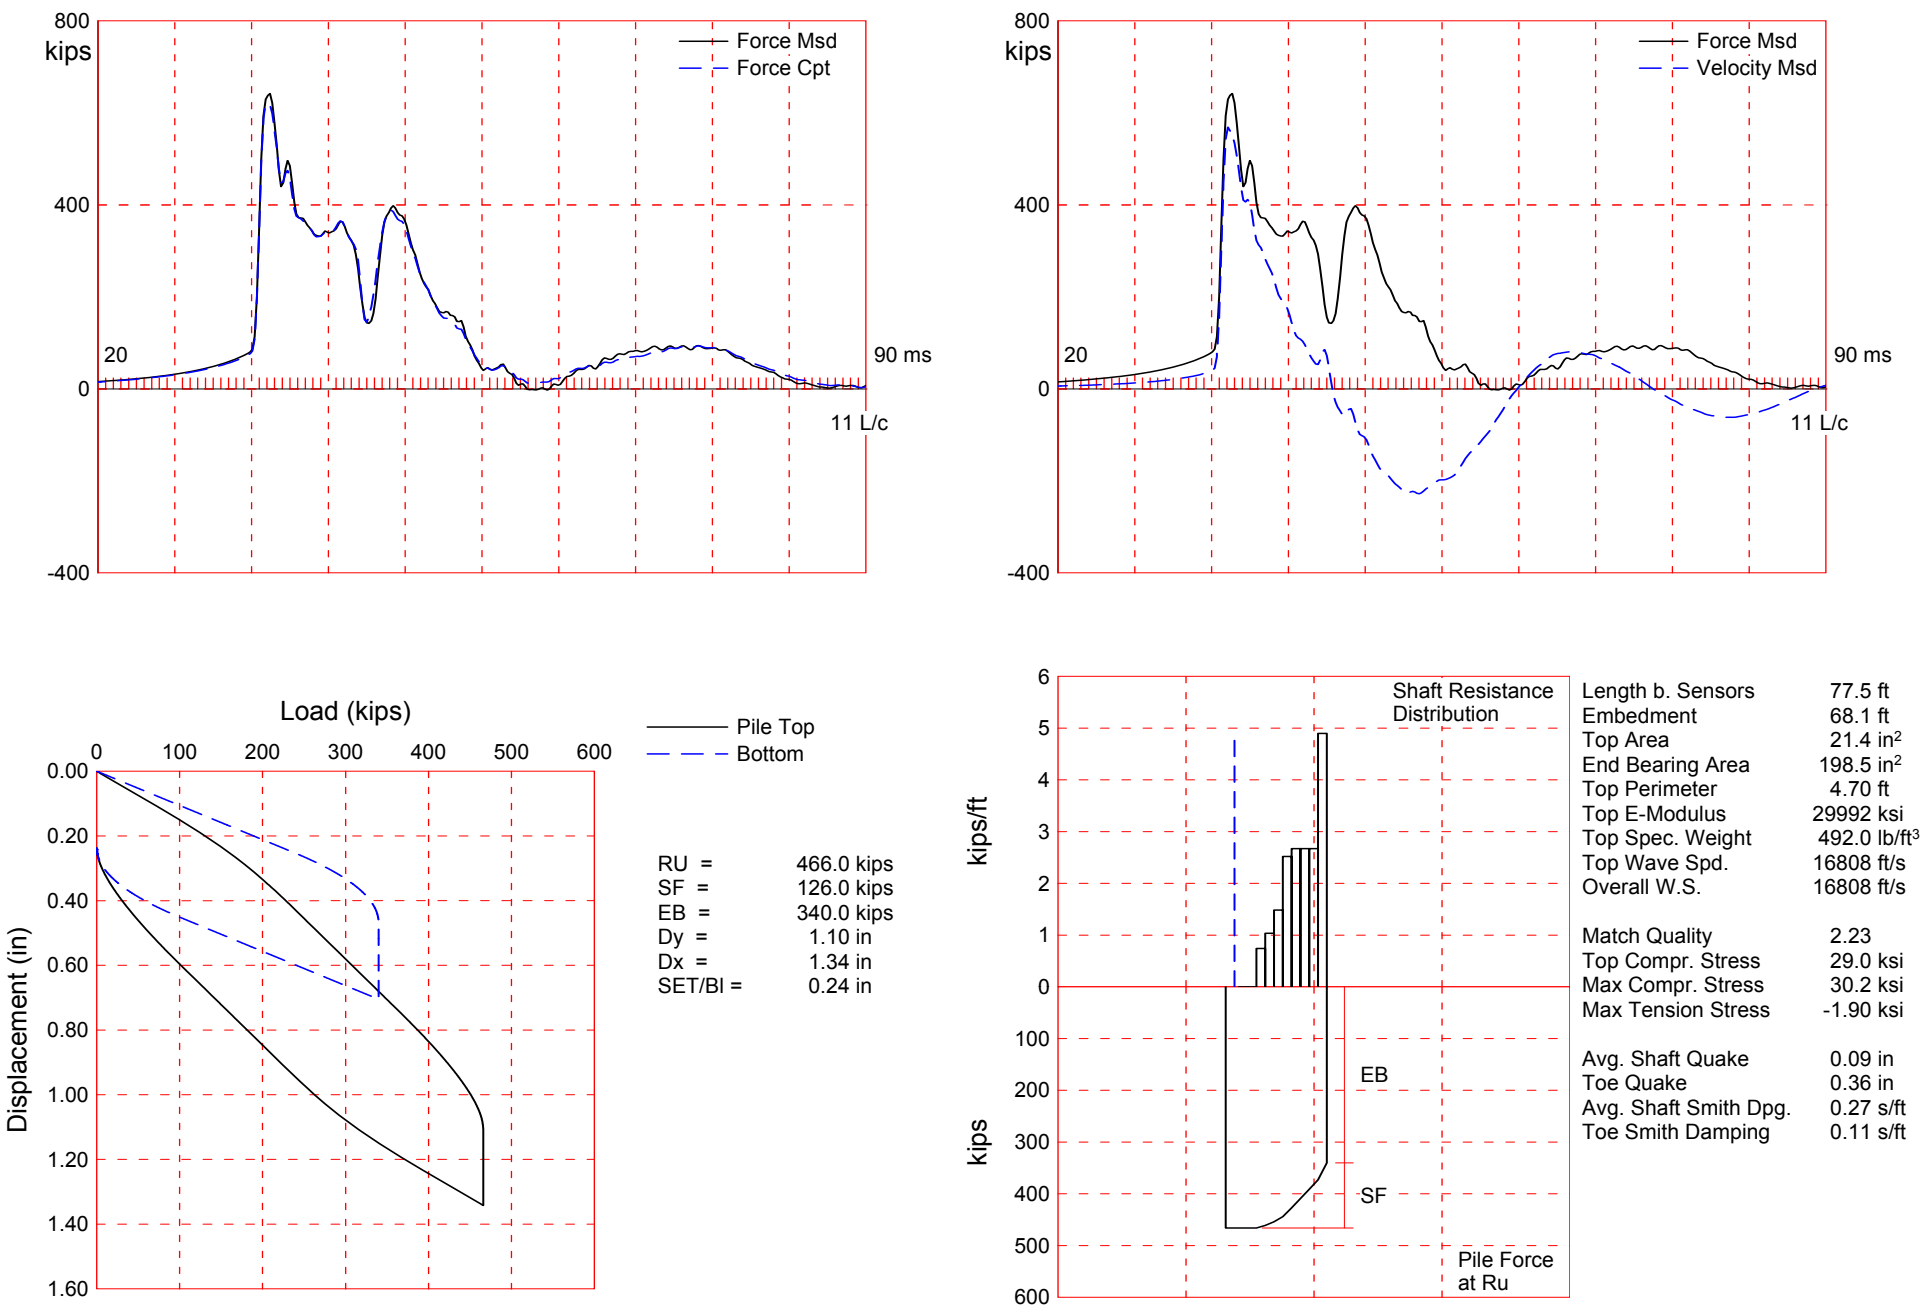 800
kips
400
0
-400
20
90 ms
11 L/c
Force Msd
Force Cpt
800
kips
400
0
-400
20
90 ms
11 L/c
Force Msd
Velocity Msd
Load (kips)
0 100 200 300 400 500 600
Displacement (in)
0.00
0.20
0.40
0.60
0.80
1.00
1.20
1.40
1.60
Pile Top
Bottom
RU = 466.0 kips
SF = 126.0 kips
EB = 340.0 kips
Dy = 1.10 in
Dx = 1.34 in
SET/Bl = 0.24 in
Shaft Resistance
Distribution
kips/ft
6
5
4
3
2
1
0
kips
100
200
300
400
500
600
EB
SF
Pile Force
at Ru
Length b. Sensors 77.5 ft
Embedment 68.1 ft
Top Area 21.4 in²
End Bearing Area 198.5 in²
Top Perimeter 4.70 ft
Top E-Modulus 29992 ksi
Top Spec. Weight 492.0 lb/ft³
Top Wave Spd. 16808 ft/s
Overall W.S. 16808 ft/s
Match Quality 2.23
Top Compr. Stress 29.0 ksi
Max Compr. Stress 30.2 ksi
Max Tension Stress -1.90 ksi
Avg. Shaft Quake 0.09 in
Toe Quake 0.36 in
Avg. Shaft Smith Dpg. 0.27 s/ft
Toe Smith Damping 0.11 s/ft